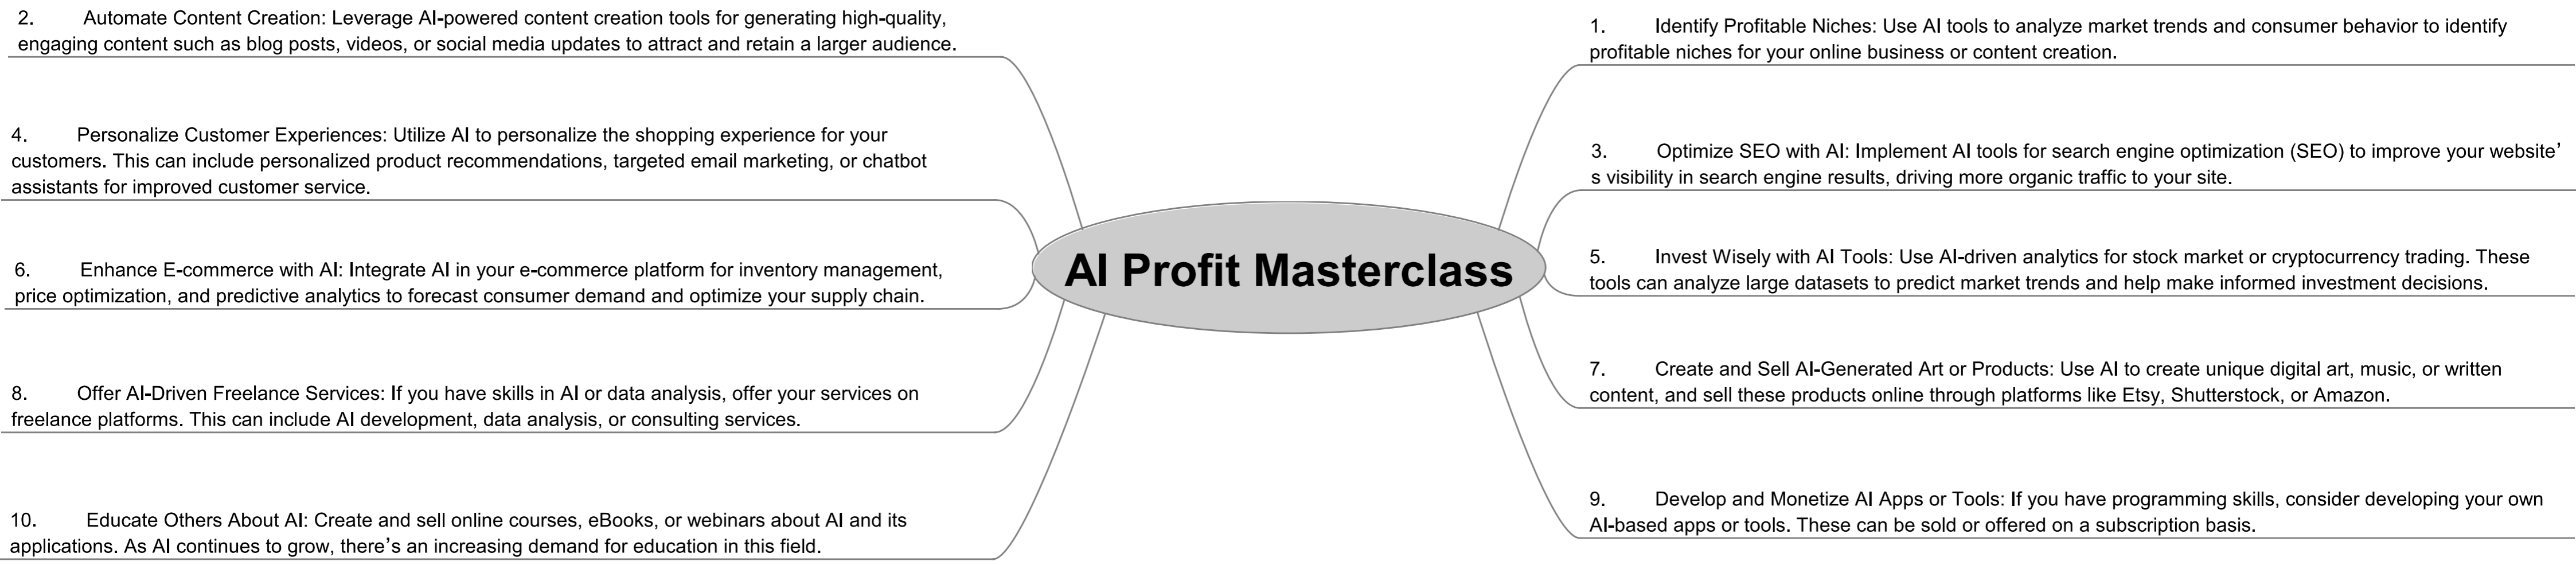 2. Automate Content Creation: Leverage AI-powered content creation tools for generating high-quality,
engaging content such as blog posts, videos, or social media updates to attract and retain a larger audience.
4. Personalize Customer Experiences: Utilize AI to personalize the shopping experience for your
customers. This can include personalized product recommendations, targeted email marketing, or chatbot
assistants for improved customer service.
6. Enhance E-commerce with AI: Integrate AI in your e-commerce platform for inventory management,
price optimization, and predictive analytics to forecast consumer demand and optimize your supply chain.
8. Offer AI-Driven Freelance Services: If you have skills in AI or data analysis, offer your services on
freelance platforms. This can include AI development, data analysis, or consulting services.
10. Educate Others About AI: Create and sell online courses, eBooks, or webinars about AI and its
applications. As AI continues to grow, there’s an increasing demand for education in this field.
AI Profit Masterclass
1. Identify Profitable Niches: Use AI tools to analyze market trends and consumer behavior to identify
profitable niches for your online business or content creation.
3. Optimize SEO with AI: Implement AI tools for search engine optimization (SEO) to improve your website’
s visibility in search engine results, driving more organic traffic to your site.
5. Invest Wisely with AI Tools: Use AI-driven analytics for stock market or cryptocurrency trading. These
tools can analyze large datasets to predict market trends and help make informed investment decisions.
7. Create and Sell AI-Generated Art or Products: Use AI to create unique digital art, music, or written
content, and sell these products online through platforms like Etsy, Shutterstock, or Amazon.
9. Develop and Monetize AI Apps or Tools: If you have programming skills, consider developing your own
AI-based apps or tools. These can be sold or offered on a subscription basis.